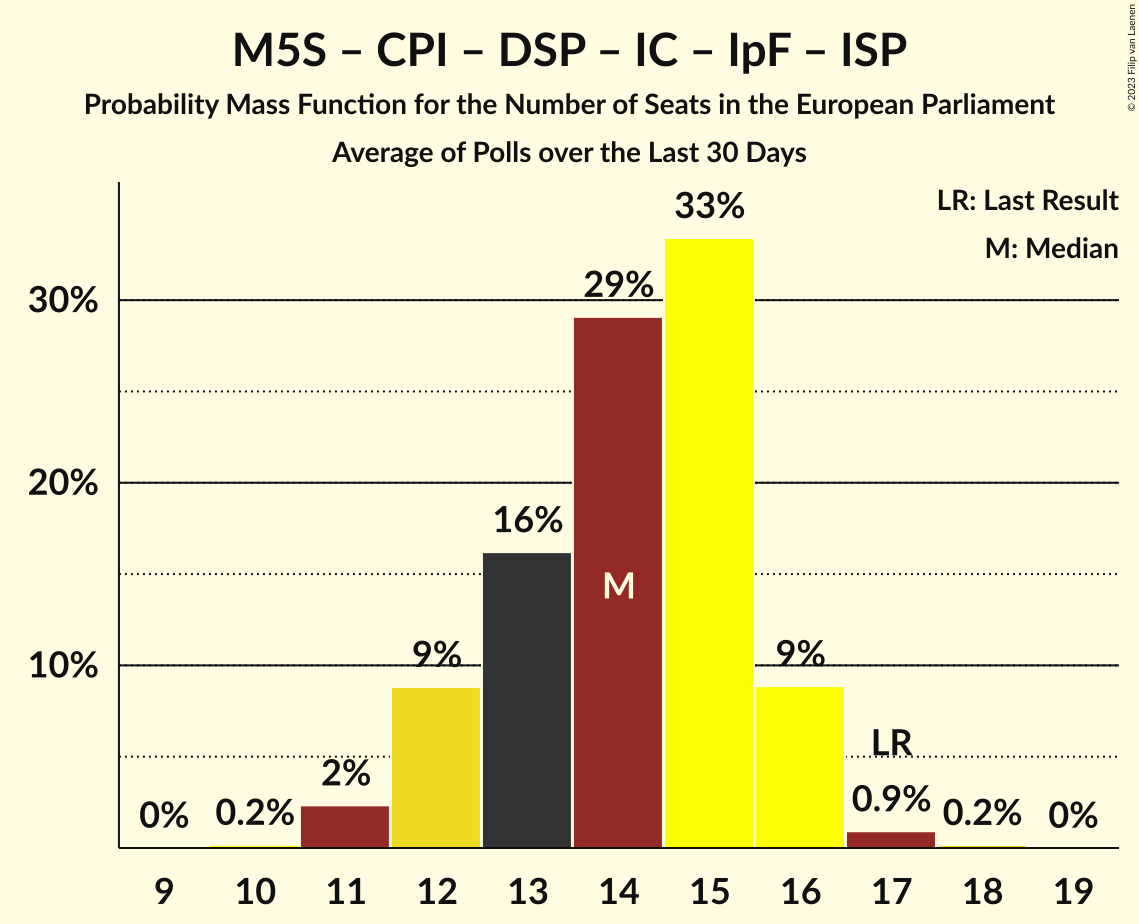 M5S – CPI – DSP – IC – IpF – ISP
Probability Mass Function for the Number of Seats in the European Parliament
Average of Polls over the Last 30 Days
© 2023 Filip van Laenen
LR: Last Result
M: Median
30%
20%
10%
0%
0.2%
2%
9%
16%
29%
M
33%
9%
LR
0.9%
0.2%
0%
9 10 11 12 13 14 15 16 17 18 19